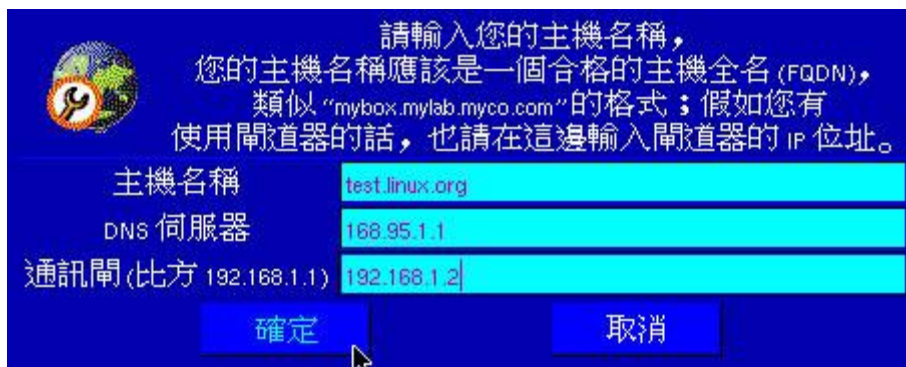 請輸入您的主機名稱，
您的主機名稱應該是一個合格的主機全名(FQDN)，
類似“mybox.mylab.myco.com”的格式；假如您有
使用閘道器的話，也請在這邊輸入閘道器的 IP 位址。
主機名稱 test.linux.org
DNS 伺服器 168.95.1.1
通訊閘(比方 192.168.1.1) 192.168.1.2
確定 取消